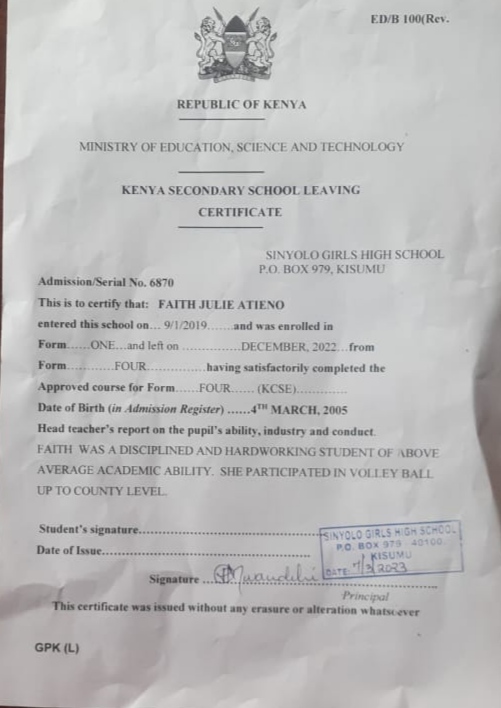 ED/B 100(Rev.
REPUBLIC OF KENYA
MINISTRY OF EDUCATION, SCIENCE AND TECHNOLOGY
KENYA SECONDARY SCHOOL LEAVING
CERTIFICATE
SINYOLO GIRLS HIGH SCHOOL
P.O. BOX 979, KISUMU
Admission/Serial No. 6870
This is to certify that: FAITH JULIE ATIENO
entered this school on... 9/1/2019.......and was enrolled in
Form......ONE...and left on ...............DECEMBER, 2022...from
Form............FOUR...............having satisfactorily completed the
Approved course for Form......FOUR...... (KCSE).............
Date of Birth (in Admission Register) ......4TH MARCH, 2005
Head teacher's report on the pupil's ability, industry and conduct.
FAITH WAS A DISCIPLINED AND HARDWORKING STUDENT OF ABOVE
AVERAGE ACADEMIC ABILITY. SHE PARTICIPATED IN VOLLEY BALL
UP TO COUNTY LEVEL.
Student's signature......................................................
Date of Issue...............................................................
SINYOLO GIRLS HIGH SCHOOL
P.O. BOX 979 40100
KISUMU
DATE: 7/3/2023
Signature ................................................
Principal
This certificate was issued without any erasure or alteration whatsoever
GPK (L)